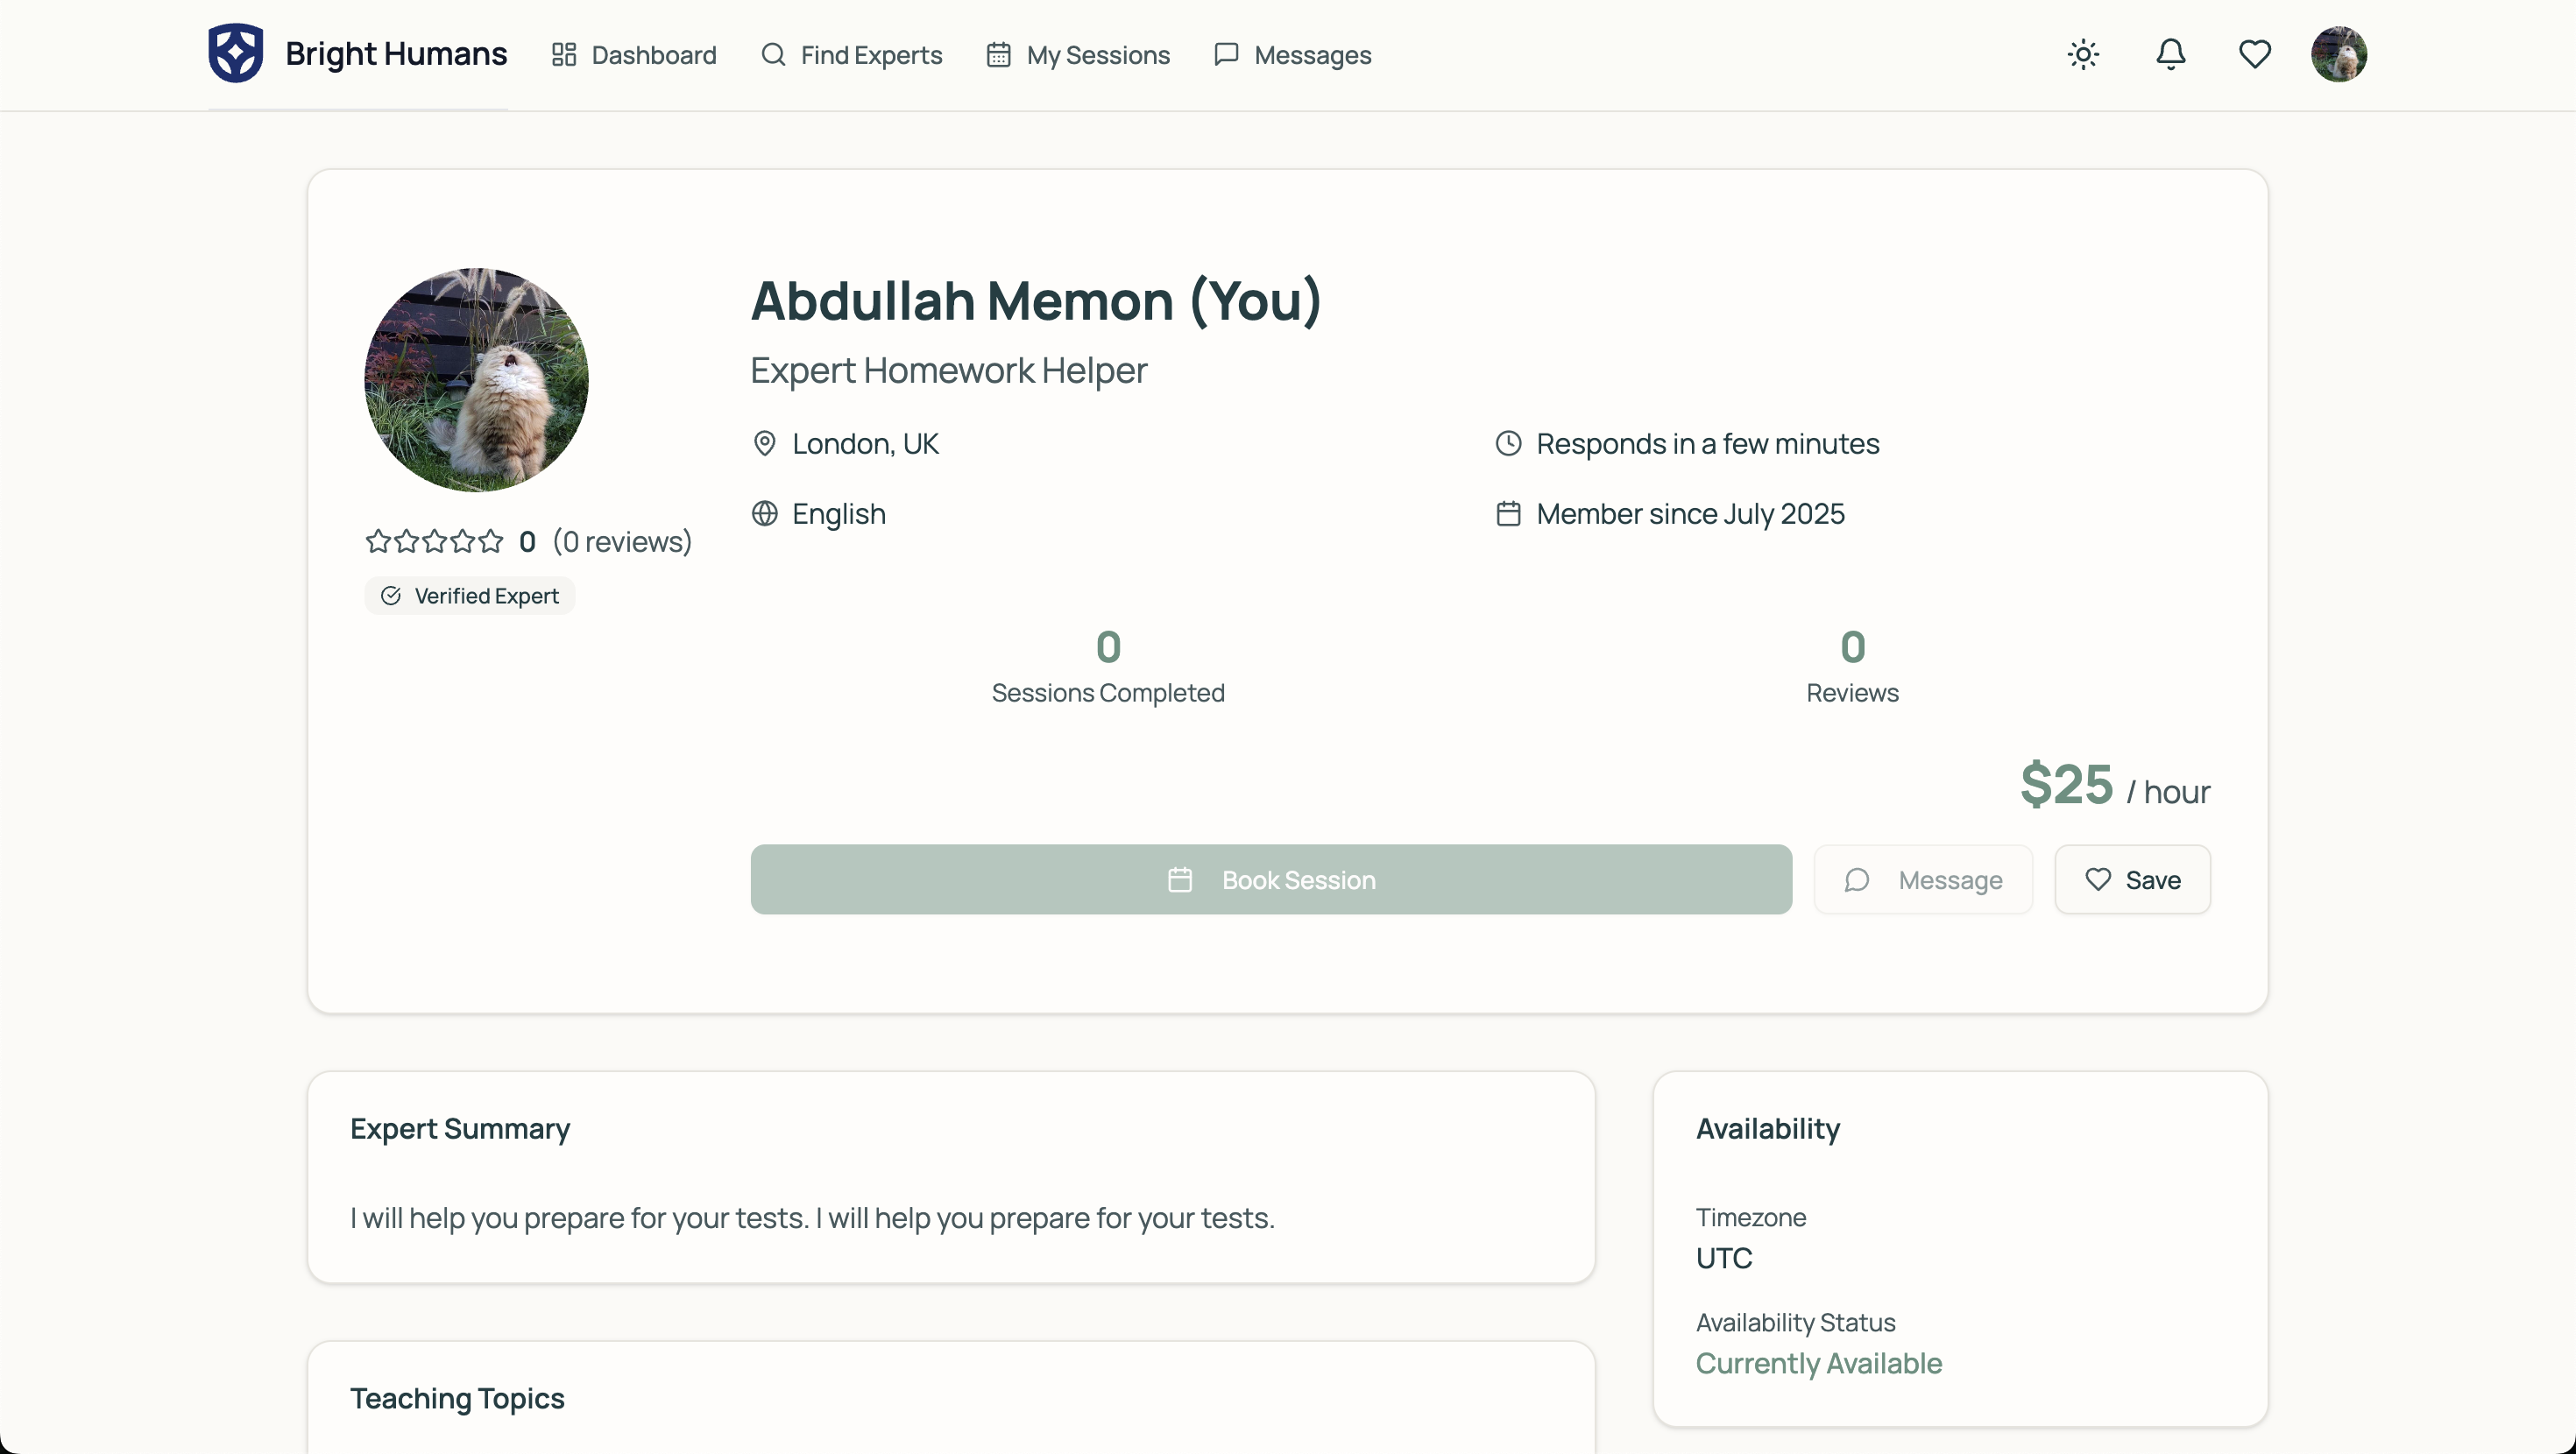 Bright Humans
Dashboard
Find Experts
My Sessions
Messages
Abdullah Memon (You)
Expert Homework Helper
London, UK
Responds in a few minutes
English
Member since July 2025
0 (0 reviews)
Verified Expert
0
Sessions Completed
0
Reviews
$25 / hour
Book Session
Message
Save
Expert Summary
I will help you prepare for your tests. I will help you prepare for your tests.
Availability
Timezone
UTC
Availability Status
Currently Available
Teaching Topics